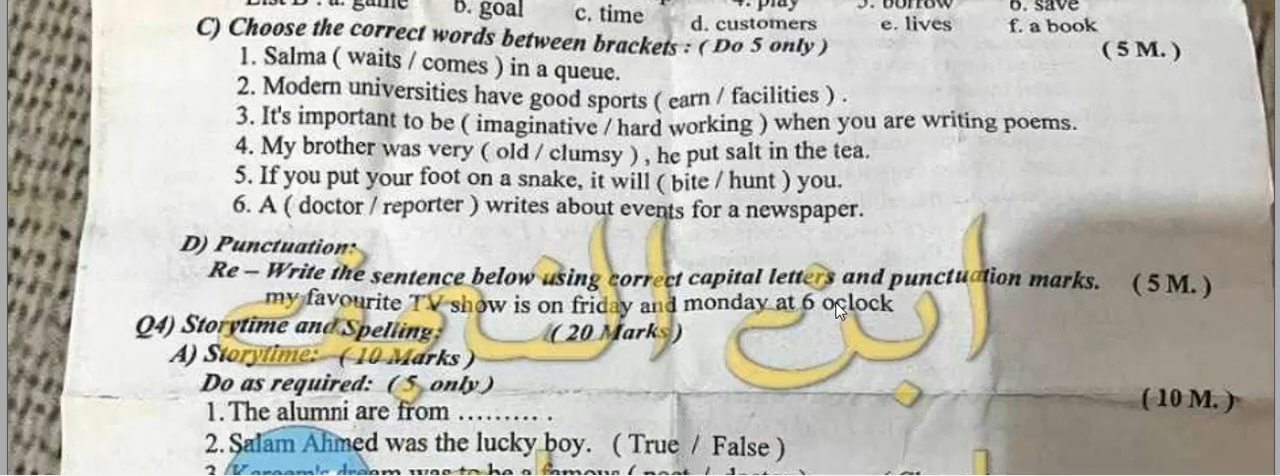 b. goal c. time d. customers e. lives f. a book
C) Choose the correct words between brackets : ( Do 5 only ) ( 5 M. )
1. Salma ( waits / comes ) in a queue.
2. Modern universities have good sports ( earn / facilities ) .
3. It's important to be ( imaginative / hard working ) when you are writing poems.
4. My brother was very ( old / clumsy ) , he put salt in the tea.
5. If you put your foot on a snake, it will ( bite / hunt ) you.
6. A ( doctor / reporter ) writes about events for a newspaper.
D) Punctuation:
Re – Write the sentence below using correct capital letters and punctuation marks. ( 5 M. )
my favourite TV show is on friday and monday at 6 oclock
Q4) Storytime and Spelling: ( 20 Marks )
A) Storytime: ( 10 Marks )
Do as required: ( 5 only ) ( 10 M. )
1. The alumni are from ……… .
2. Salam Ahmed was the lucky boy. ( True / False )
ابن النجف